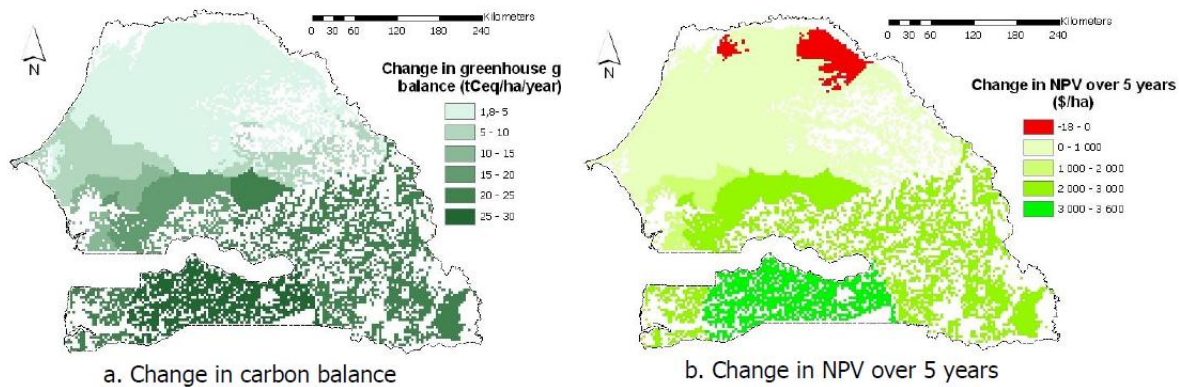 Kilometers
0 30 60 120 180 240
N
Change in greenhouse g
balance (tCeq/ha/year)
1,8- 5
5 - 10
10 - 15
15 - 20
20 - 25
25 - 30
a. Change in carbon balance
Kilometers
0 30 60 120 180 240
N
Change in NPV over 5 years
($/ha)
-18 - 0
0 - 1 000
1 000 - 2 000
2 000 - 3 000
3 000 - 3 600
b. Change in NPV over 5 years